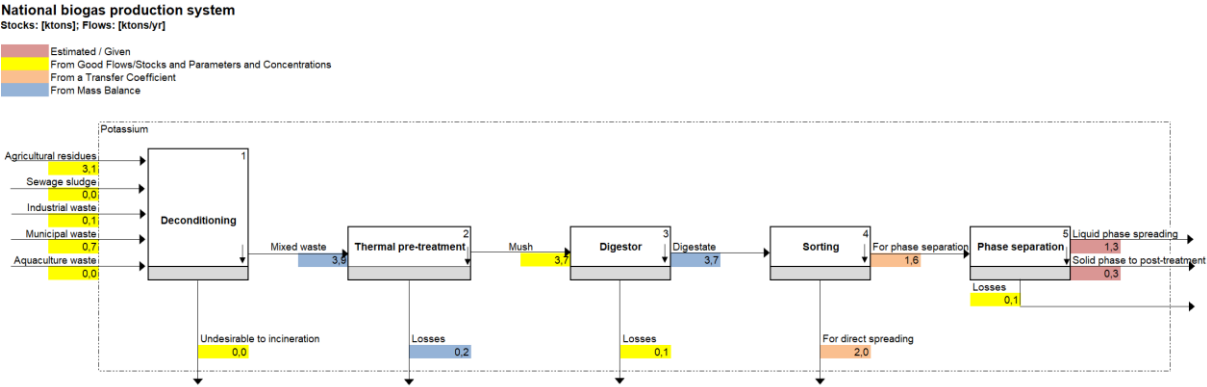 National biogas production system
Stocks: [ktons]; Flows: [ktons/yr]
Estimated / Given
From Good Flows/Stocks and Parameters and Concentrations
From a Transfer Coefficient
From Mass Balance
Potassium
Agricultural residues
3,1
Sewage sludge
0,0
Industrial waste
0,1
Municipal waste
0,7
Aquaculture waste
0,0
1
Deconditioning
Undesirable to incineration
0,0
Mixed waste
3,9
2
Thermal pre-treatment
Losses
0,2
Mush
3,7
3
Digestor
Losses
0,1
Digestate
3,7
4
Sorting
For direct spreading
2,0
For phase separation
1,6
5
Phase separation
Liquid phase spreading
1,3
Solid phase to post-treatment
0,3
Losses
0,1